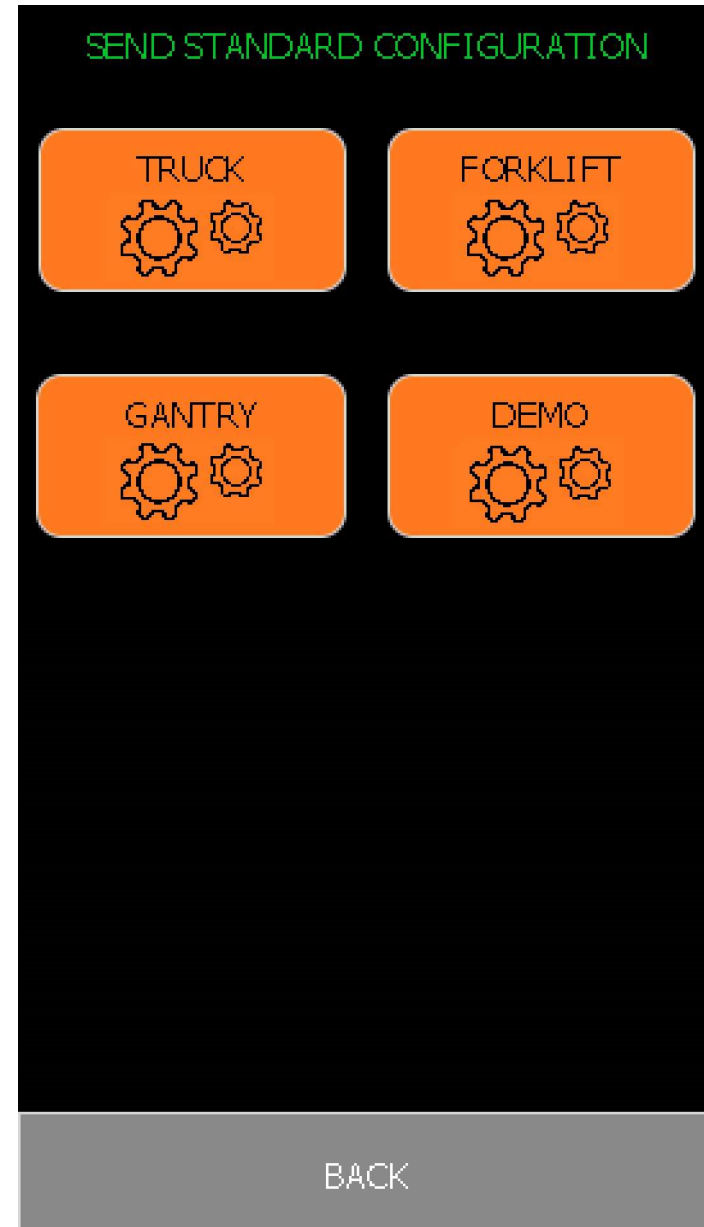 SEND STANDARD CONFIGURATION
TRUCK
FORKLIFT
GANTRY
DEMO
BACK